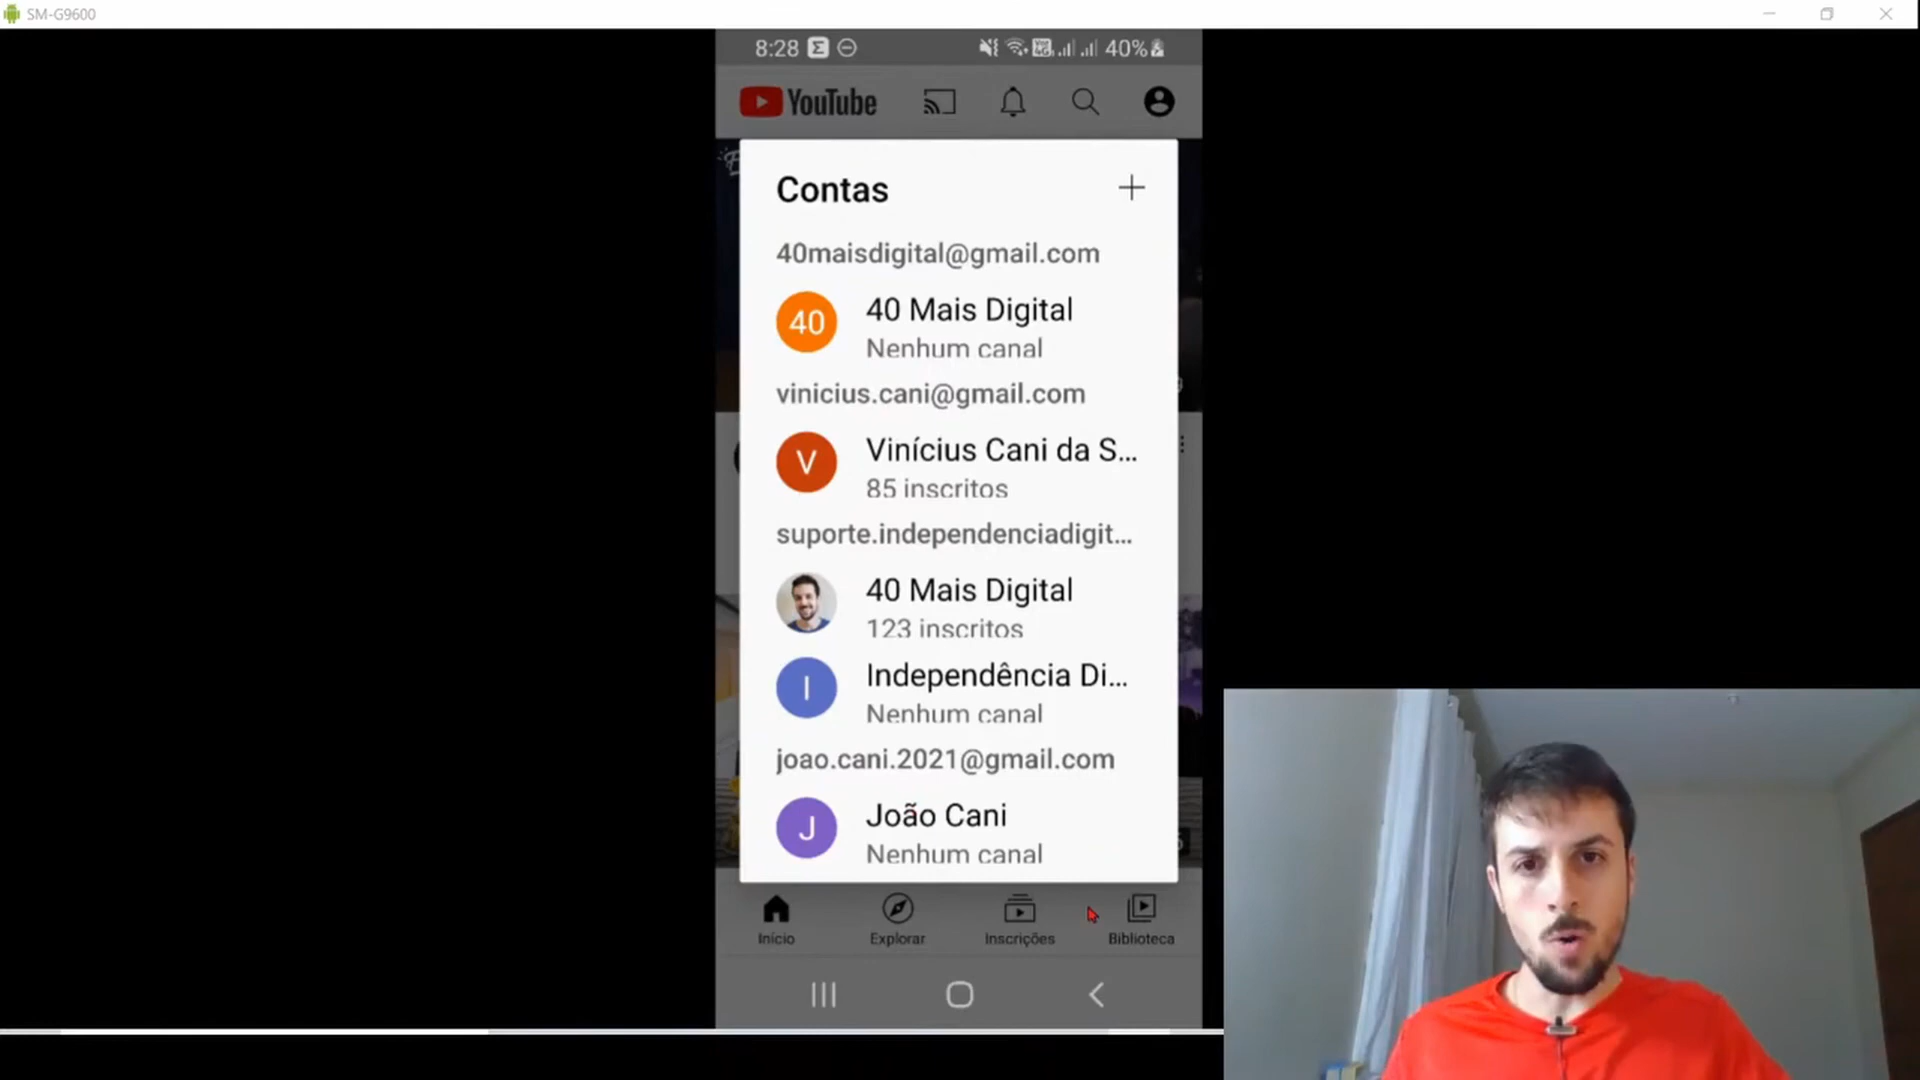 SM-G9600
8:28
40%
YouTube
Contas
40maisdigital@gmail.com
40
40 Mais Digital
Nenhum canal
vinicius.cani@gmail.com
V
Vinícius Cani da S...
85 inscritos
suporte.independenciadigit...
40 Mais Digital
123 inscritos
I
Independência Di...
Nenhum canal
joao.cani.2021@gmail.com
J
João Cani
Nenhum canal
Início
Explorar
Inscrições
Biblioteca